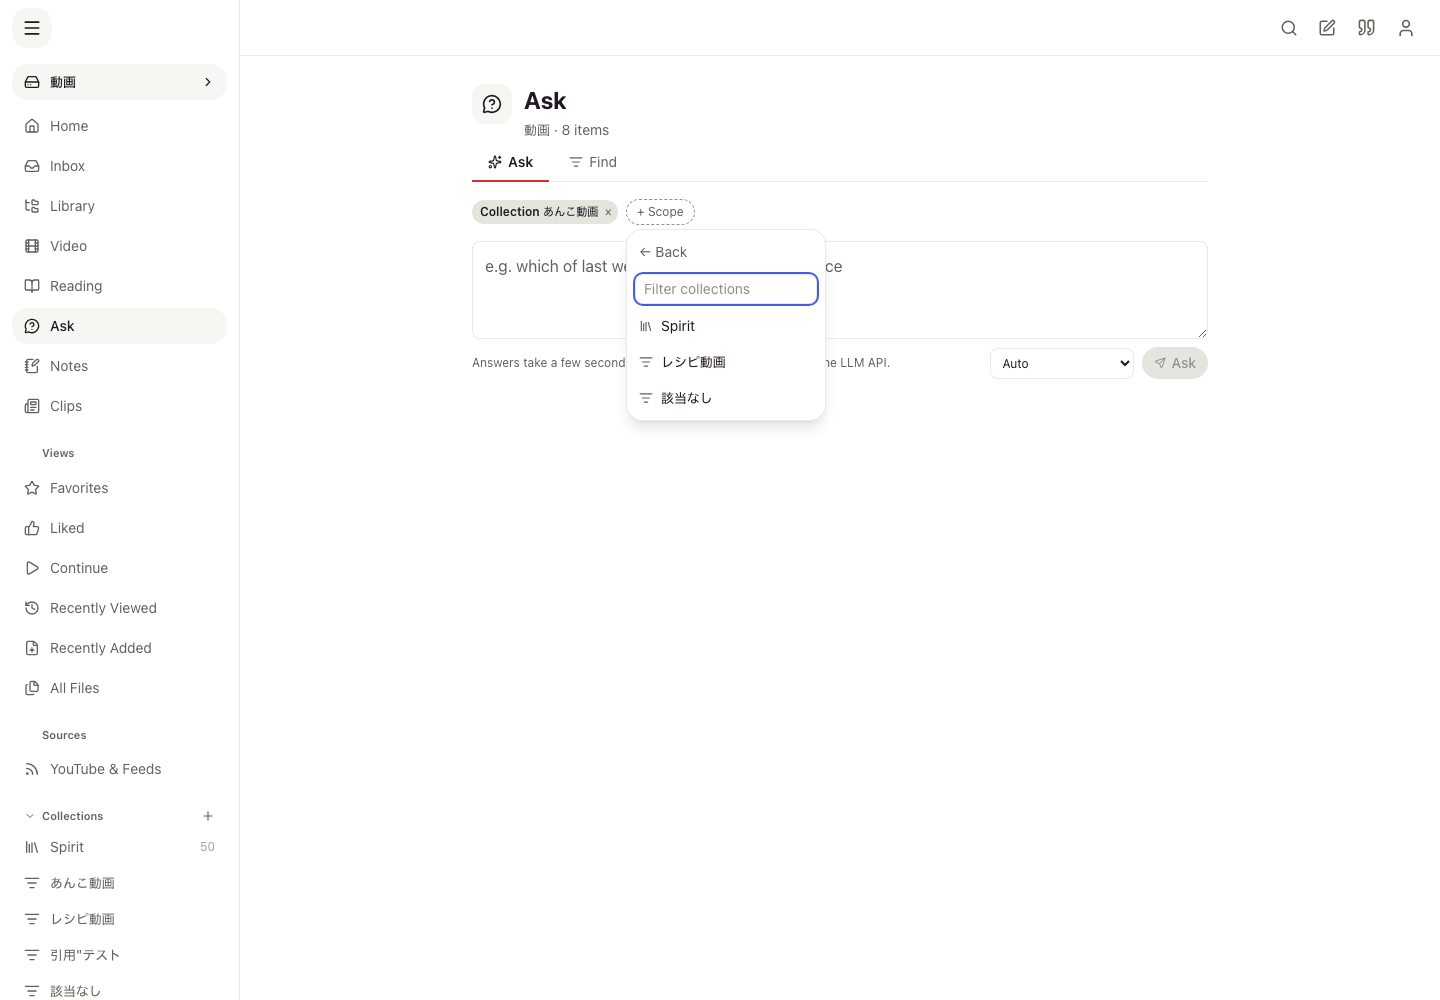 動画
Home
Inbox
Library
Video
Reading
Ask
Notes
Clips
Views
Favorites
Liked
Continue
Recently Viewed
Recently Added
All Files
Sources
YouTube & Feeds
Collections
Spirit 50
あんこ動画
レシピ動画
引用"テスト
該当なし
Ask
動画 · 8 items
Ask Find
Collection あんこ動画 × + Scope
e.g. which of last we
ce
← Back
Filter collections
Spirit
レシピ動画
該当なし
Answers take a few second
he LLM API.
Auto
Ask